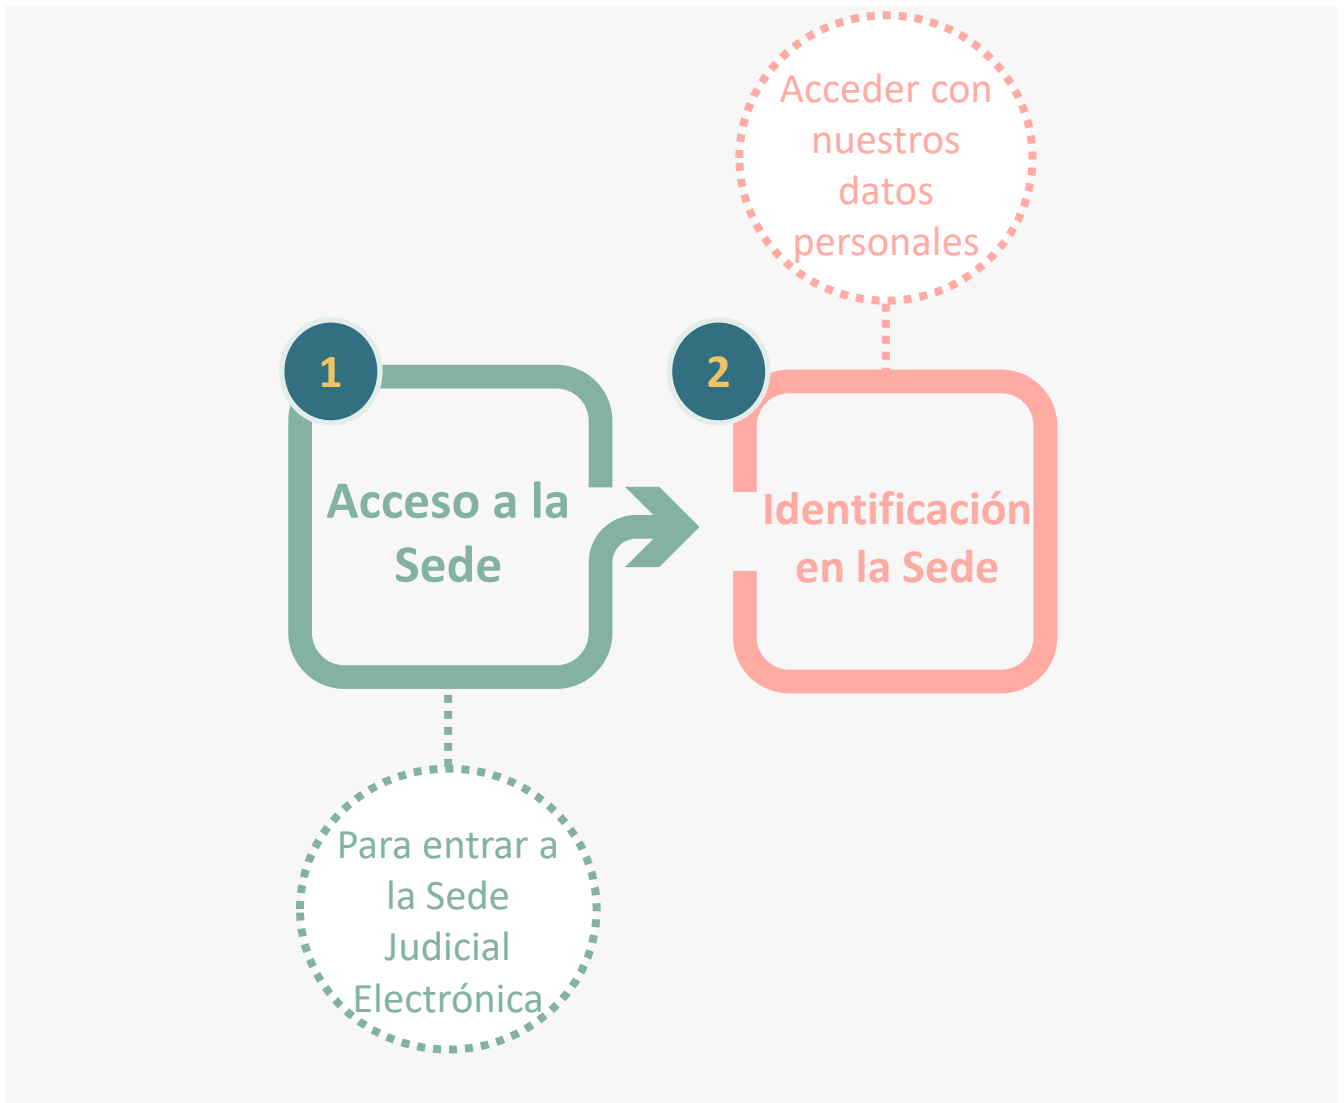 1
Acceso a la
Sede
Para entrar a
la Sede
Judicial
Electrónica
2
Acceder con
nuestros
datos
personales
Identificación
en la Sede